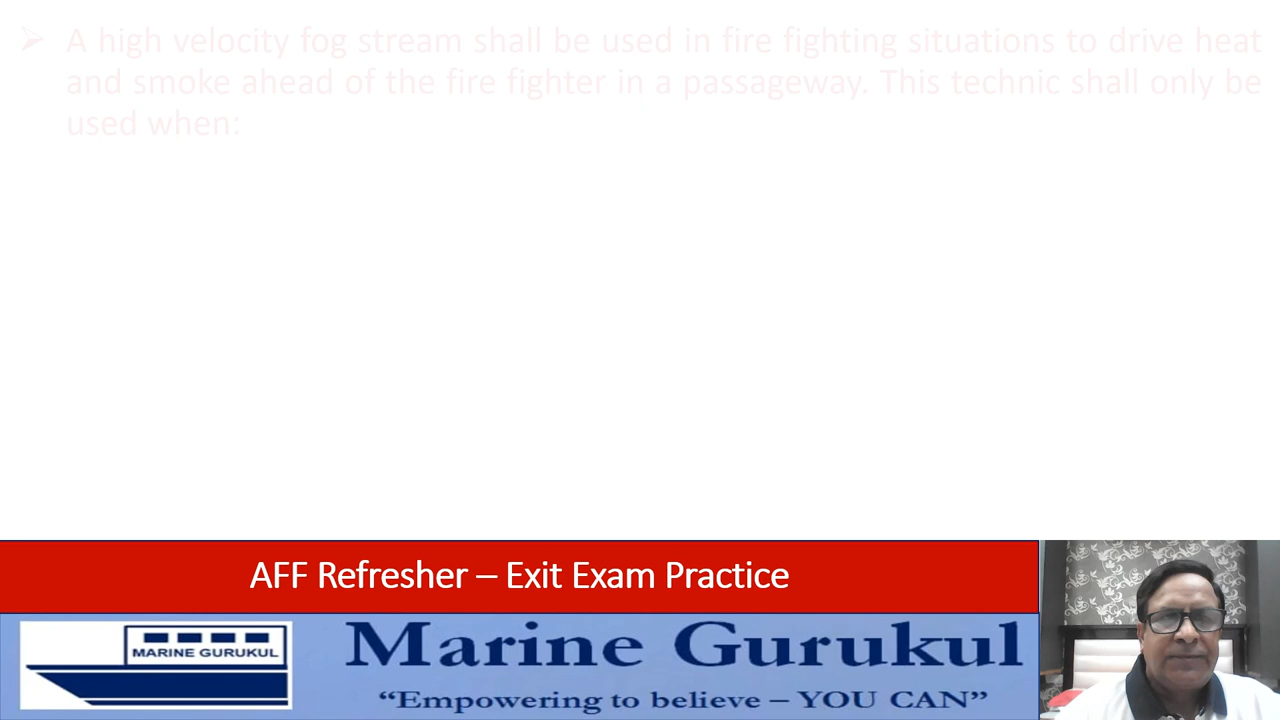 ➢ A high velocity fog stream shall be used in fire fighting situations to drive heat
and smoke ahead of the fire fighter in a passageway. This technic shall only be
used when:
AFF Refresher – Exit Exam Practice
MARINE GURUKUL
Marine Gurukul
“Empowering to believe – YOU CAN”